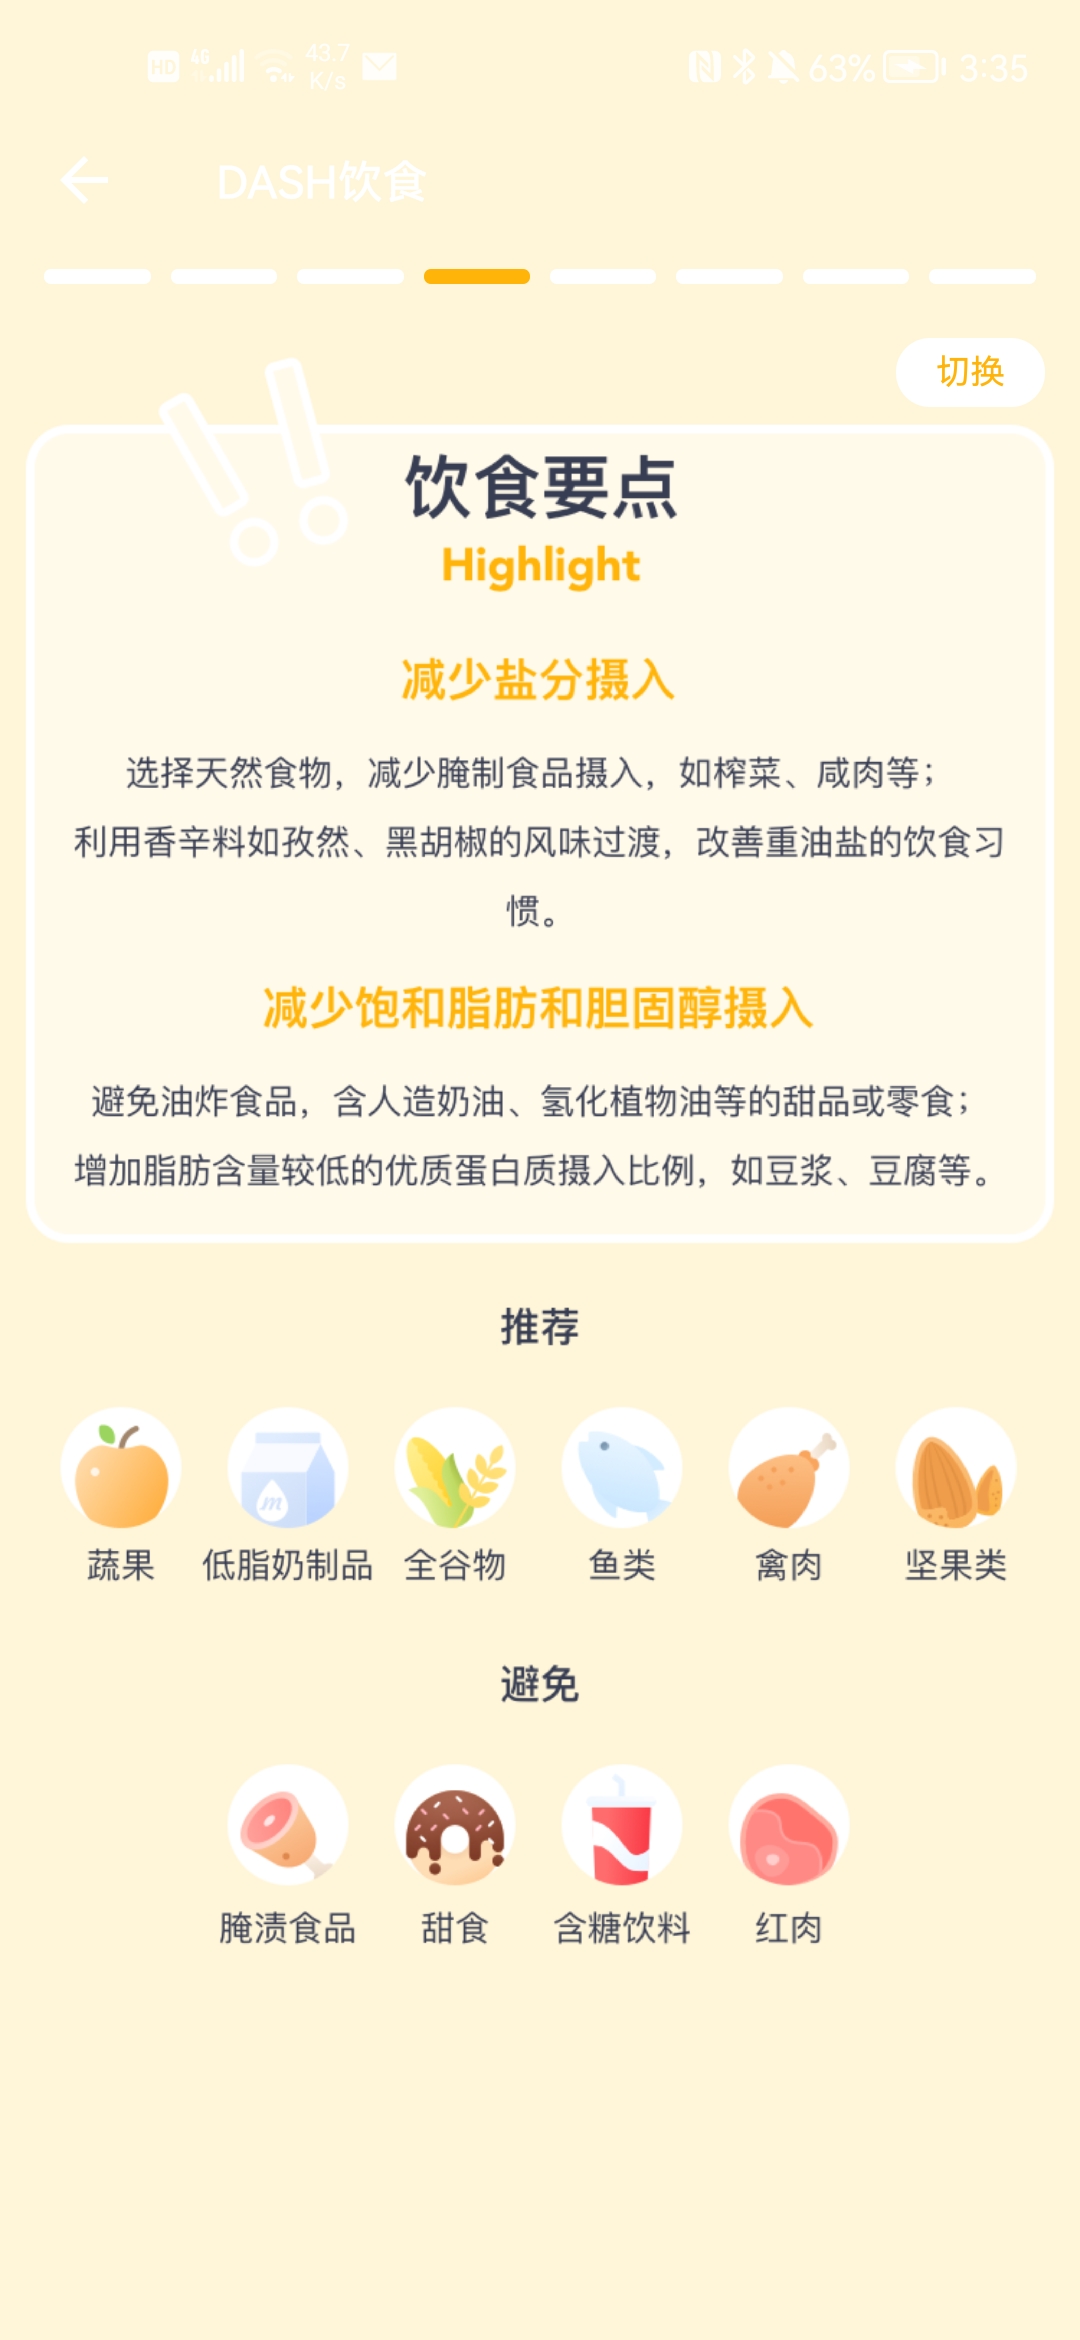 HD 4G 43.7 K/s 63% 3:35
DASH饮食
切换
饮食要点
Highlight
减少盐分摄入
选择天然食物，减少腌制食品摄入，如榨菜、咸肉等；
利用香辛料如孜然、黑胡椒的风味过渡，改善重油盐的饮食习
惯。
减少饱和脂肪和胆固醇摄入
避免油炸食品，含人造奶油、氢化植物油等的甜品或零食；
增加脂肪含量较低的优质蛋白质摄入比例，如豆浆、豆腐等。
推荐
m
蔬果 低脂奶制品 全谷物 鱼类 禽肉 坚果类
避免
腌渍食品 甜食 含糖饮料 红肉